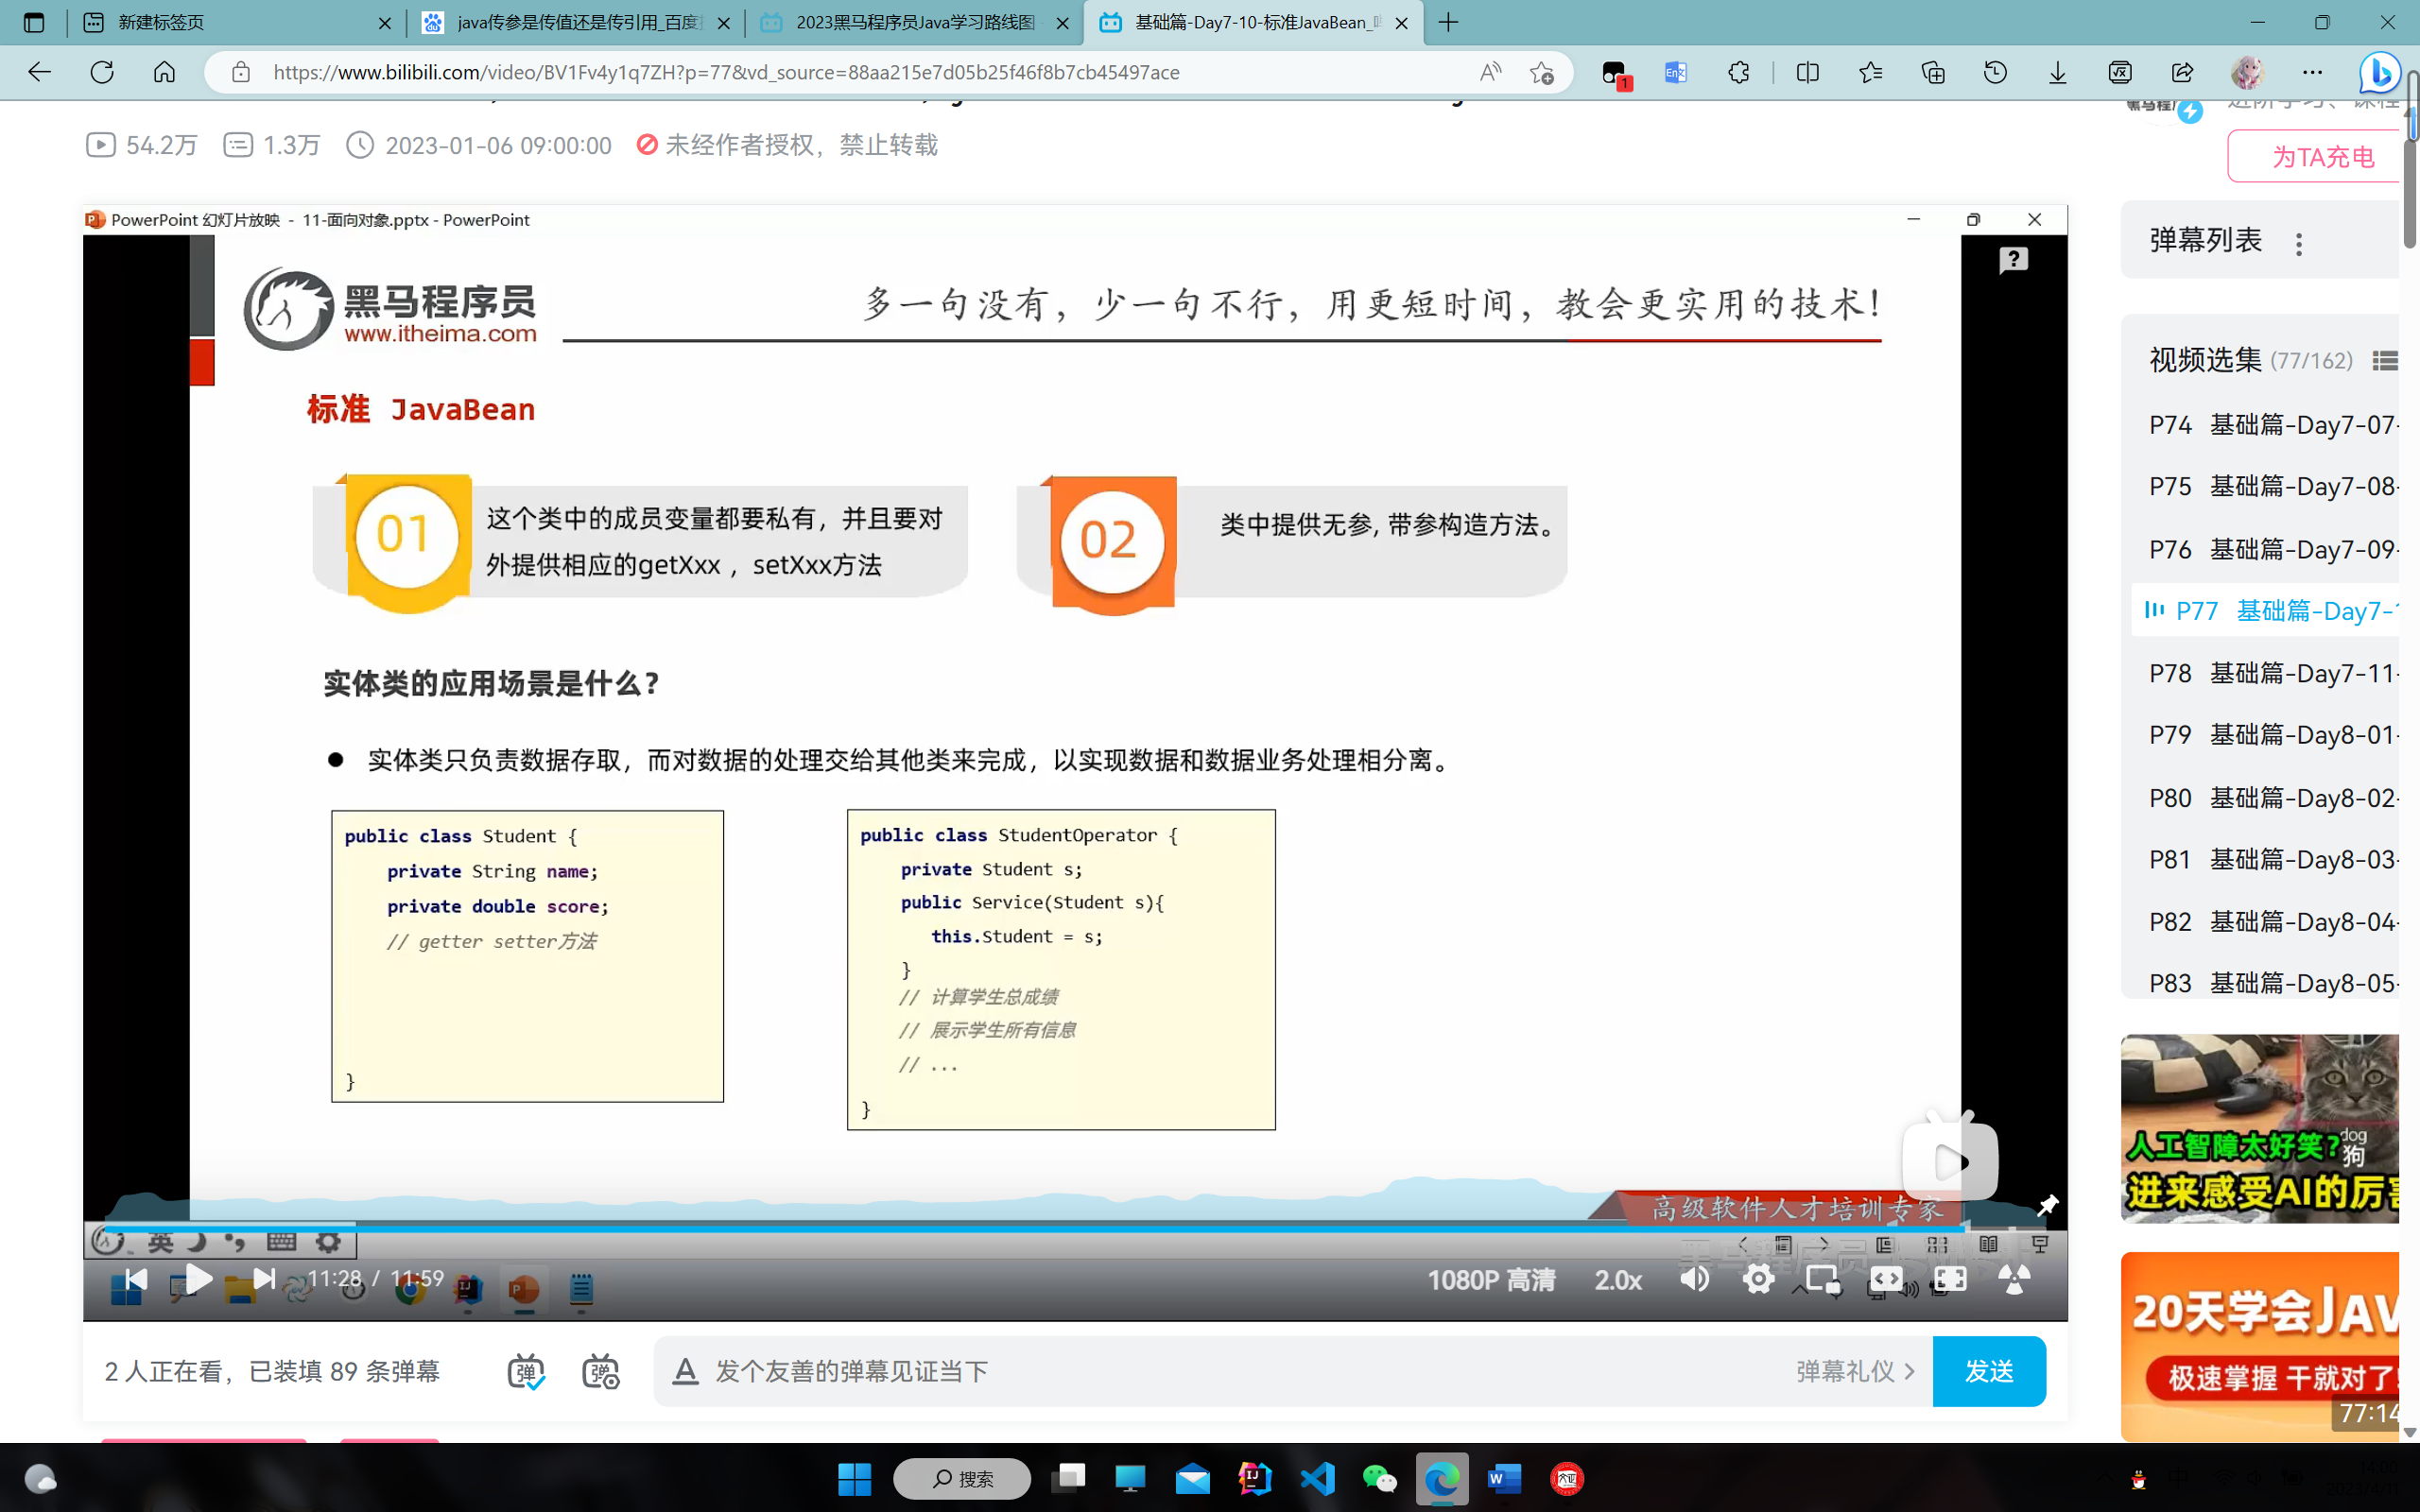 新建标签页
java传参是传值还是传引用_百度
2023黑马程序员Java学习路线图
基础篇-Day7-10-标准JavaBean_
https://www.bilibili.com/video/BV1Fv4y1q7ZH?p=77&vd_source=88aa215e7d05b25f46f8b7cb45497ace
1
54.2万
1.3万
2023-01-06 09:00:00
未经作者授权，禁止转载
为TA充电
PowerPoint 幻灯片放映 - 11-面向对象.pptx - PowerPoint
黑马程序员
www.itheima.com
多一句没有，少一句不行，用更短时间，教会更实用的技术！
标准 JavaBean
01
这个类中的成员变量都要私有，并且要对
外提供相应的getXxx ，setXxx方法
02
类中提供无参, 带参构造方法。
实体类的应用场景是什么？
● 实体类只负责数据存取，而对数据的处理交给其他类来完成，以实现数据和数据业务处理相分离。
public class Student {
private String name;
private double score;
// getter setter方法
}
public class StudentOperator {
private Student s;
public Service(Student s){
this.Student = s;
}
// 计算学生总成绩
// 展示学生所有信息
// ...
}
高级软件人才培训专家
英
11:28 / 11:59
1080P 高清
2.0x
2 人正在看，已装填 89 条弹幕
弹
弹
A 发个友善的弹幕见证当下
弹幕礼仪 >
发送
弹幕列表
视频选集 (77/162)
P74 基础篇-Day7-07-
P75 基础篇-Day7-08-
P76 基础篇-Day7-09-
P77 基础篇-Day7-1
P78 基础篇-Day7-11-
P79 基础篇-Day8-01-
P80 基础篇-Day8-02-
P81 基础篇-Day8-03-
P82 基础篇-Day8-04-
P83 基础篇-Day8-05-
dog
狗
人工智障太好笑?
进来感受AI的厉害
20天学会JAV
极速掌握 干就对了!
77:14
搜索